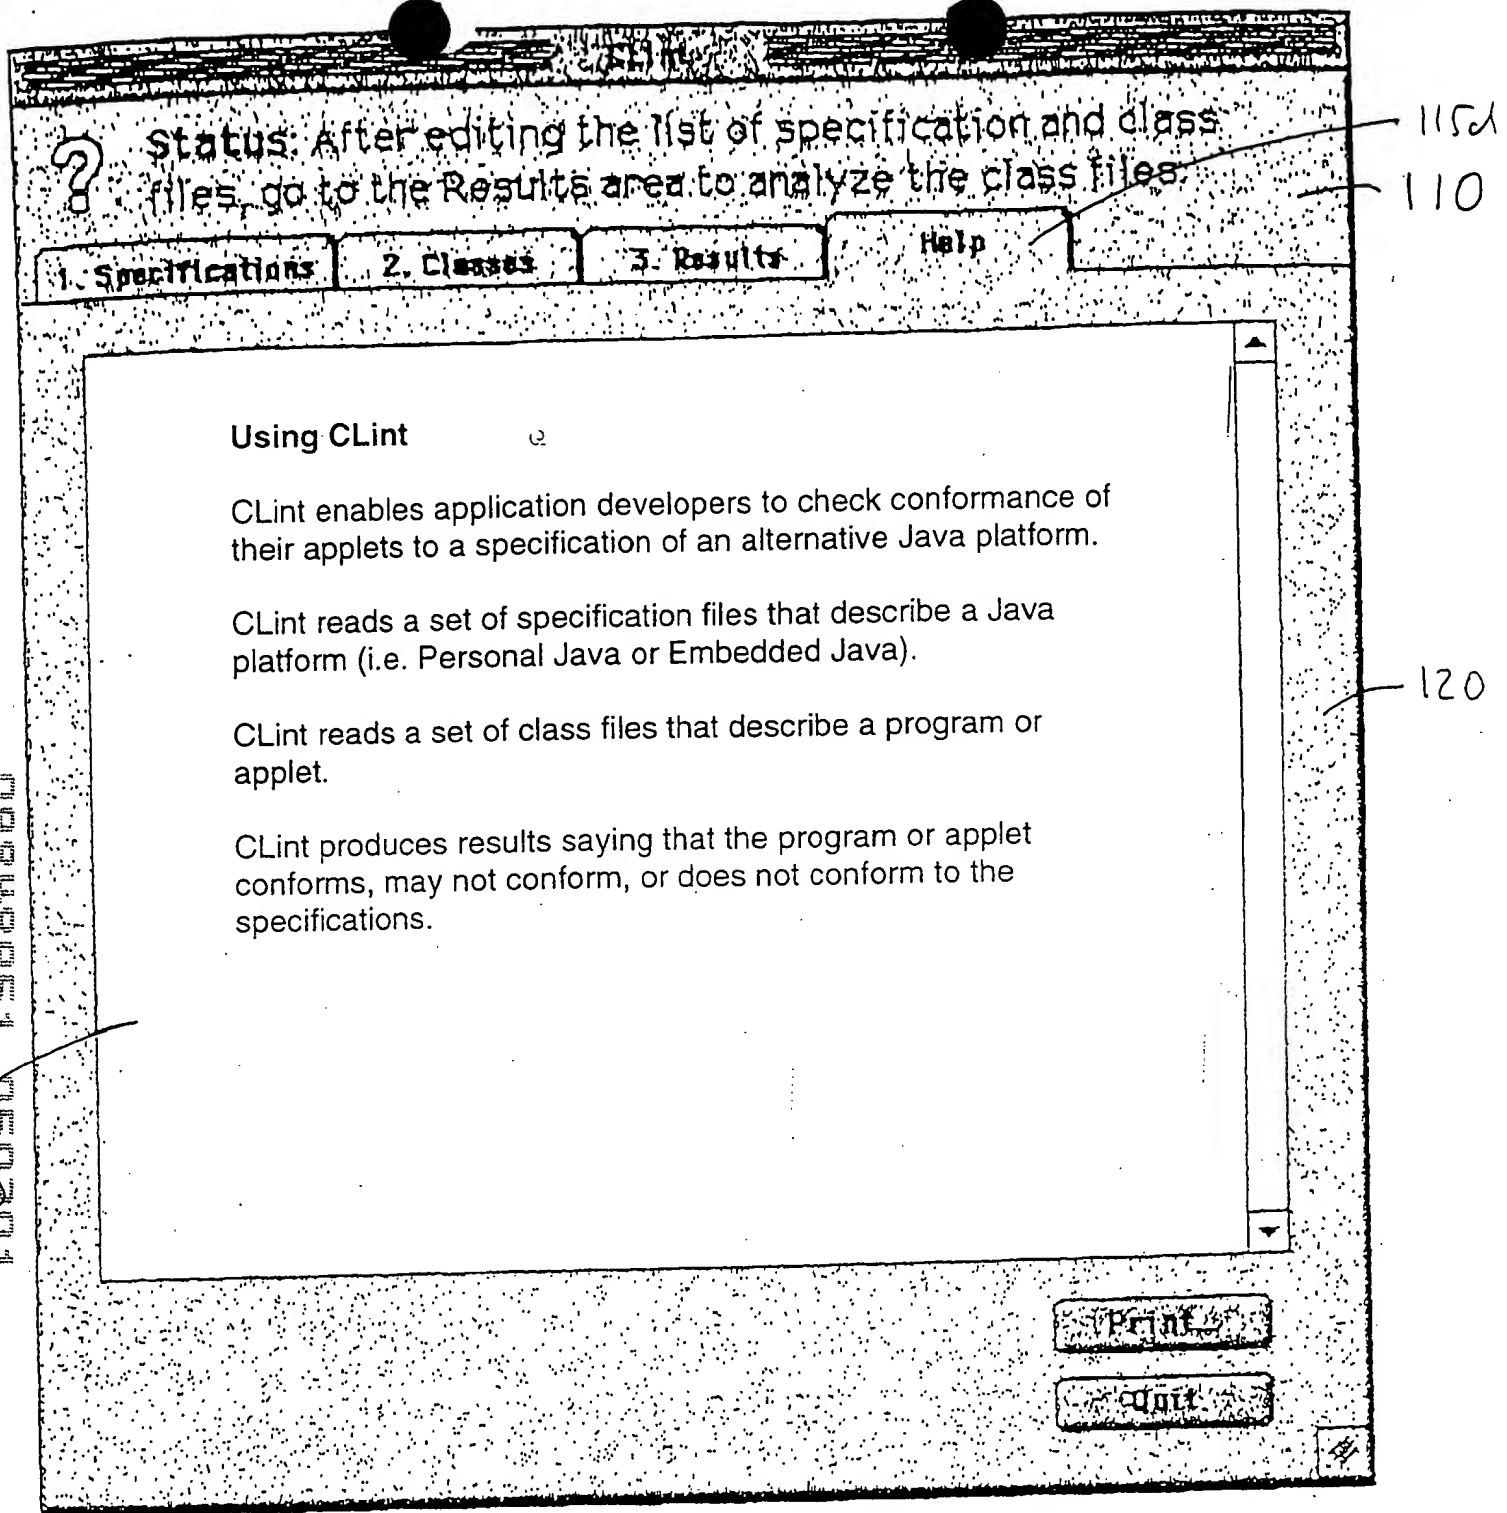 CLint
Status: After editing the list of specification and class
files, go to the Results area to analyze the class files.
115d
110
1. Specifications 2. Classes 3. Results Help
Using CLint
CLint enables application developers to check conformance of
their applets to a specification of an alternative Java platform.
CLint reads a set of specification files that describe a Java
platform (i.e. Personal Java or Embedded Java).
120
CLint reads a set of class files that describe a program or
applet.
CLint produces results saying that the program or applet
conforms, may not conform, or does not conform to the
specifications.
Print...
Quit